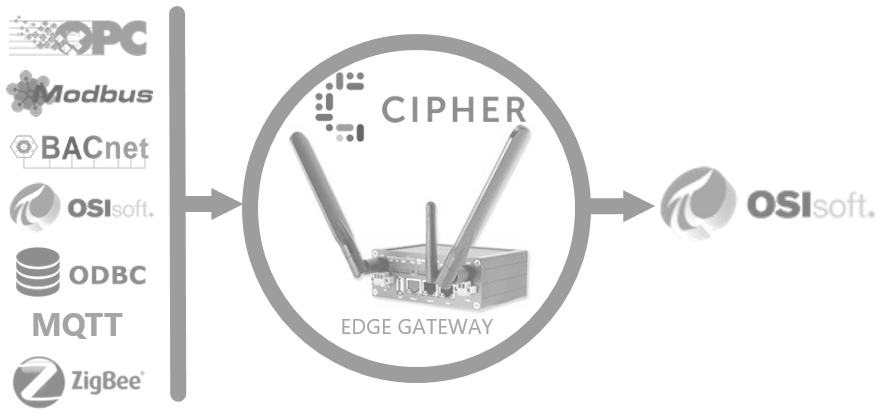 OPC
Modbus
BACnet
OSIsoft.
ODBC
MQTT
ZigBee®
CIPHER
EDGE GATEWAY
OSIsoft.